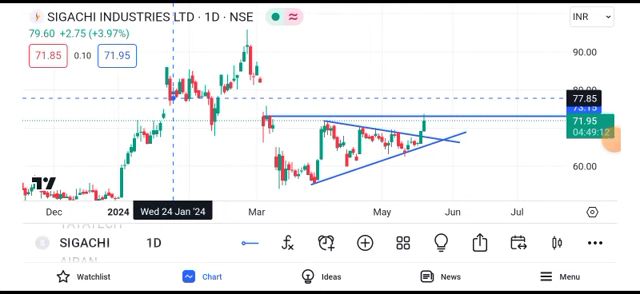 SIGACHI INDUSTRIES LTD · 1D · NSE
INR
79.60 +2.75 (+3.97%)
71.85 0.10 71.95
90.00
77.85
73.15
71.95
04:49:12
60.00
Dec 2024 Wed 24 Jan '24 Mar May Jun Jul
SIGACHI 1D
Watchlist Chart Ideas News Menu